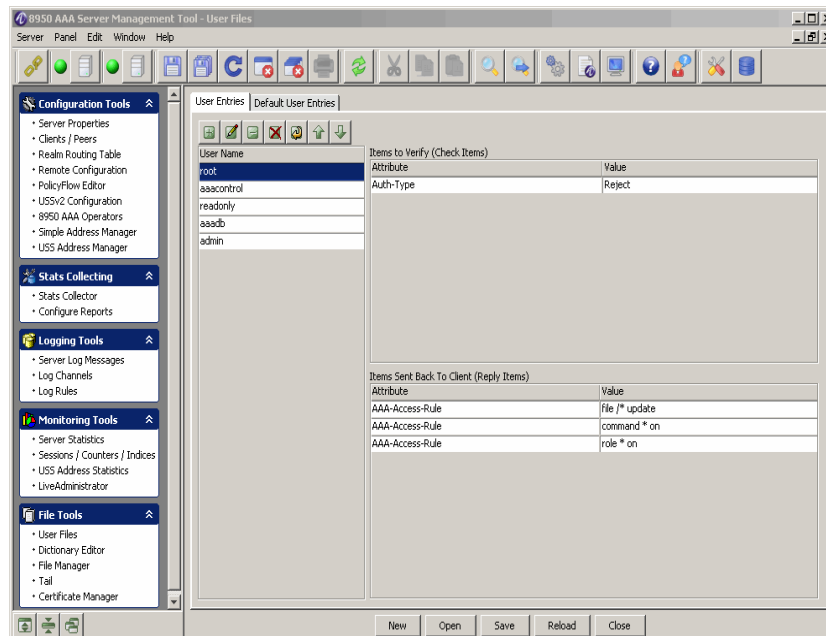 8950 AAA Server Management Tool - User Files
Server Panel Edit Window Help
Configuration Tools
Server Properties
Clients / Peers
Realm Routing Table
Remote Configuration
PolicyFlow Editor
USSv2 Configuration
8950 AAA Operators
Simple Address Manager
USS Address Manager
Stats Collecting
Stats Collector
Configure Reports
Logging Tools
Server Log Messages
Log Channels
Log Rules
Monitoring Tools
Server Statistics
Sessions / Counters / Indices
USS Address Statistics
LiveAdministrator
File Tools
User Files
Dictionary Editor
File Manager
Tail
Certificate Manager
User Entries Default User Entries
User Name
root
aaacontrol
readonly
aaadb
admin
Items to Verify (Check Items)
Attribute Value
Auth-Type Reject
Items Sent Back To Client (Reply Items)
Attribute Value
AAA-Access-Rule file /* update
AAA-Access-Rule command * on
AAA-Access-Rule role * on
New Open Save Reload Close